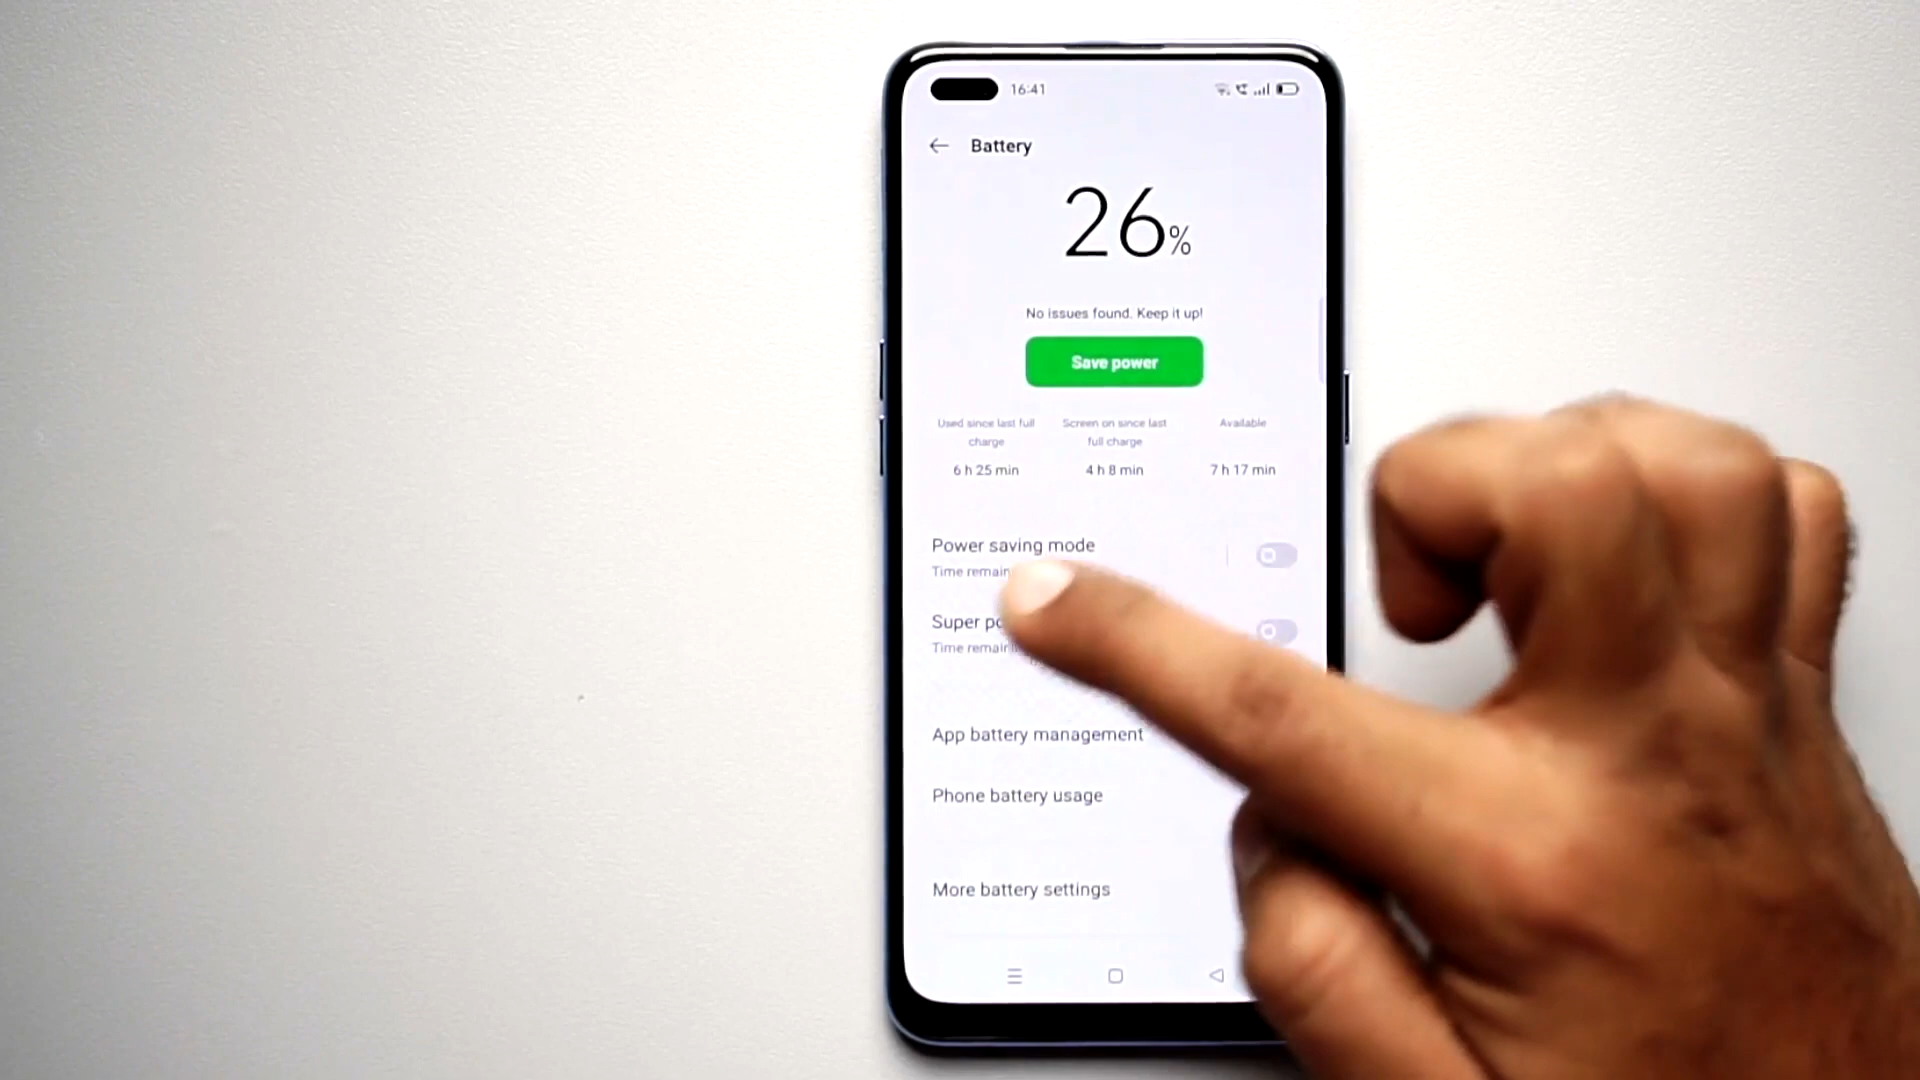 16:41
Battery
26%
No issues found. Keep it up!
Save power
Used since last full
charge
6 h 25 min
Screen on since last
full charge
4 h 8 min
Available
7 h 17 min
Power saving mode
Time
Super
Time
App battery management
Phone battery usage
More battery settings